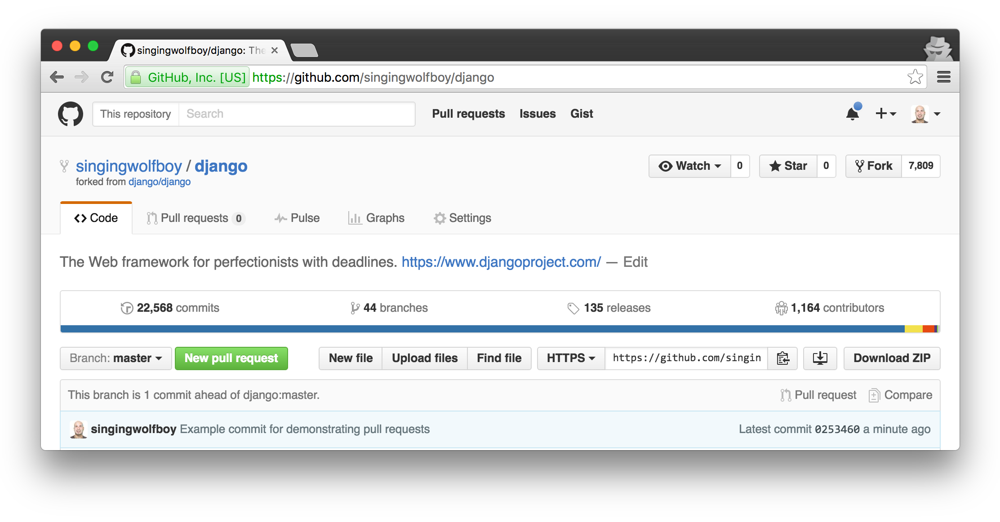 singingwolfboy/django: The
GitHub, Inc. [US] https://github.com/singingwolfboy/django
This repository Search Pull requests Issues Gist
singingwolfboy / django Watch 0 Star 0 Fork 7,809
forked from django/django
Code Pull requests 0 Pulse Graphs Settings
The Web framework for perfectionists with deadlines. https://www.djangoproject.com/ — Edit
22,568 commits 44 branches 135 releases 1,164 contributors
Branch: master New pull request New file Upload files Find file HTTPS https://github.com/singin Download ZIP
This branch is 1 commit ahead of django:master. Pull request Compare
singingwolfboy Example commit for demonstrating pull requests Latest commit 0253460 a minute ago